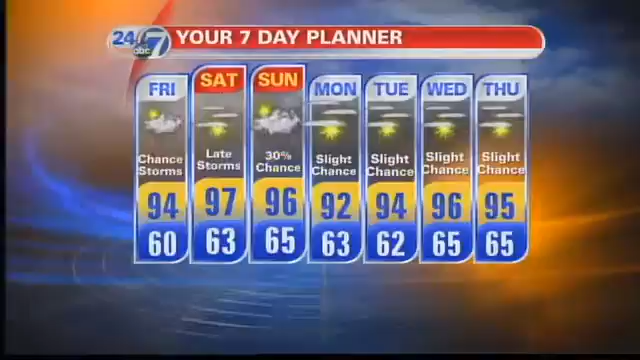 24/7
abc7
YOUR 7 DAY PLANNER
FRI
Chance
Storms
94
60
SAT
Late
Storms
97
63
SUN
30%
Chance
96
65
MON
Slight
Chance
92
63
TUE
Slight
Chance
94
62
WED
Slight
Chance
96
65
THU
Slight
Chance
95
65